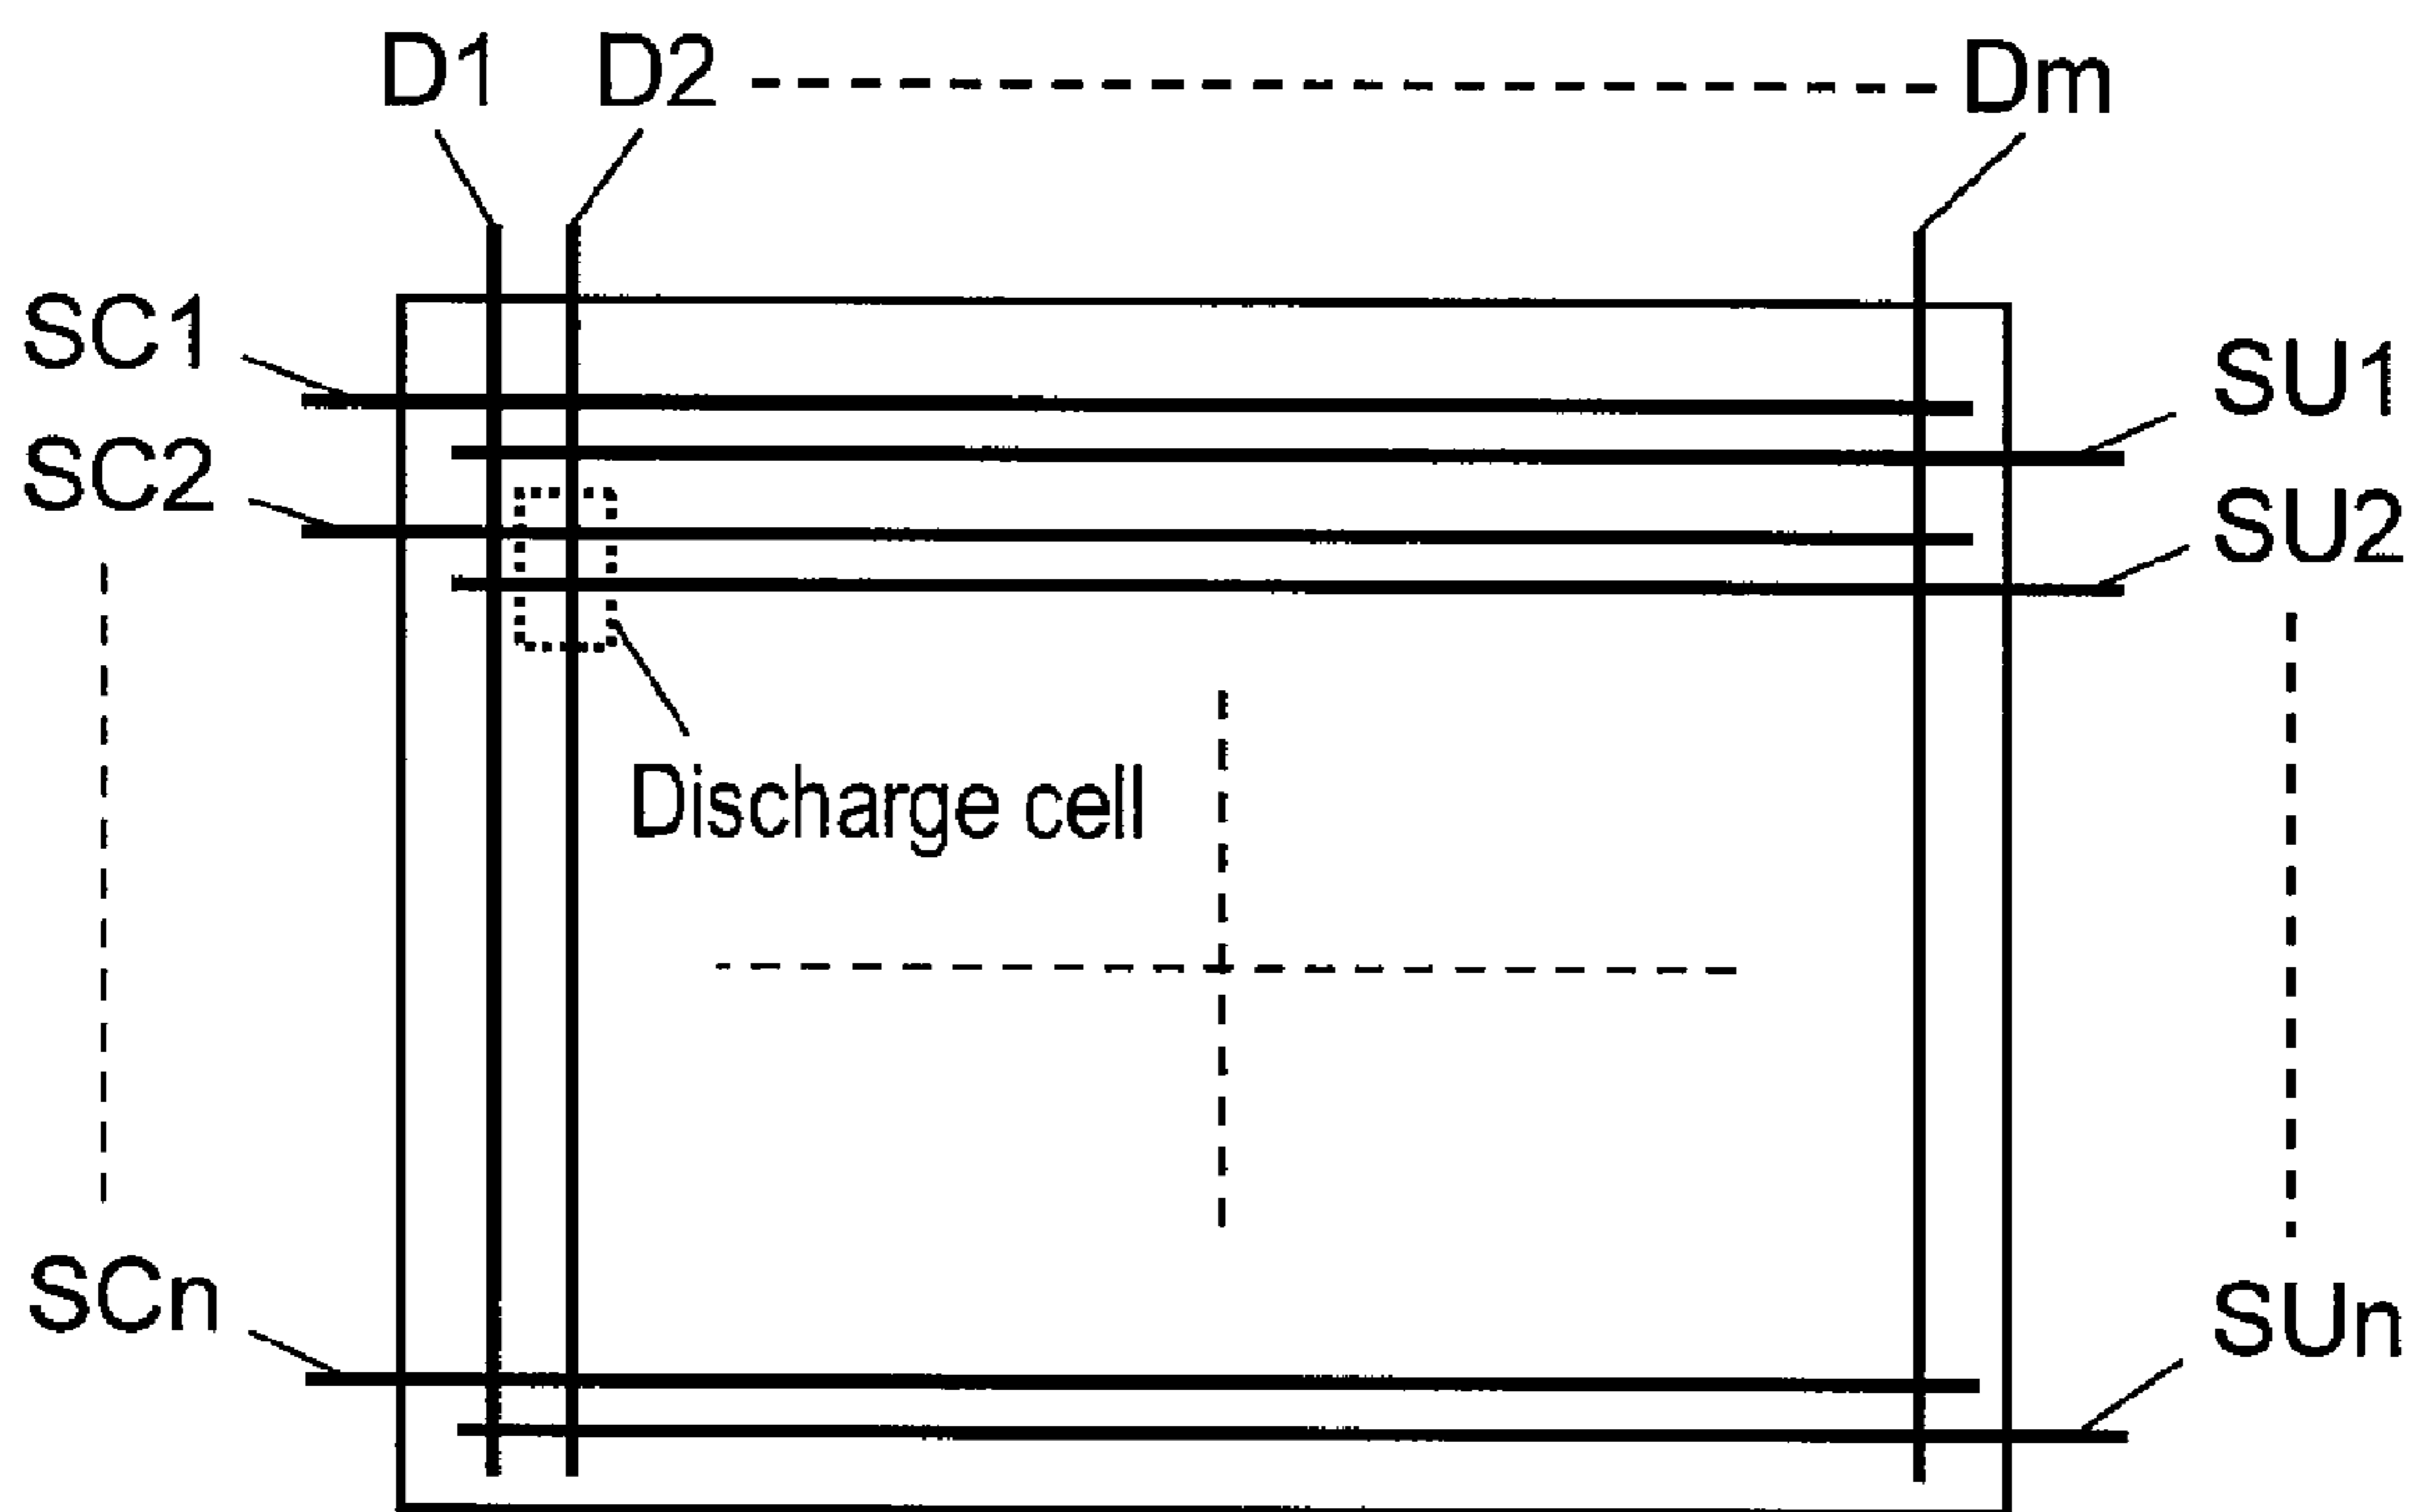 D1 D2 Dm
SC1
SU1
SC2
SU2
Discharge cell
SCn
SUn